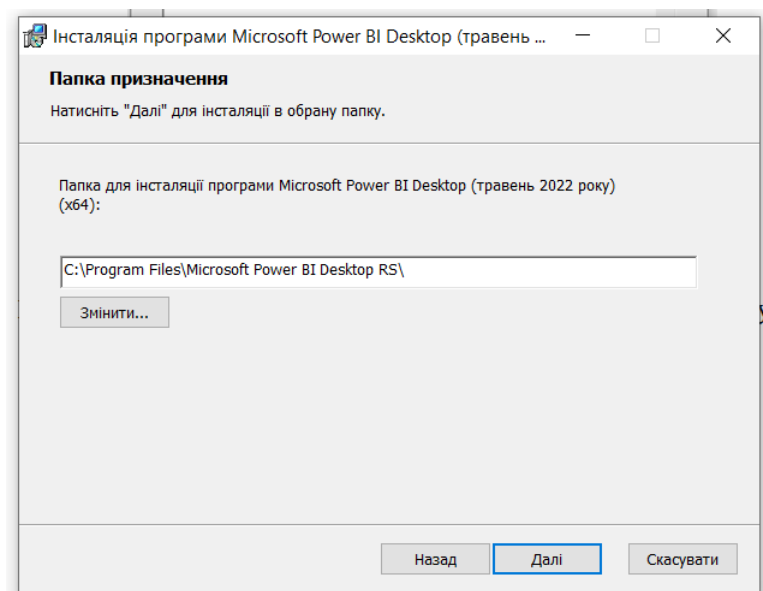 Інсталяція програми Microsoft Power BI Desktop (травень ...
Папка призначення
Натисніть "Далі" для інсталяції в обрану папку.
Папка для інсталяції програми Microsoft Power BI Desktop (травень 2022 року)
(x64):
C:\Program Files\Microsoft Power BI Desktop RS\
Змінити...
Назад
Далі
Скасувати